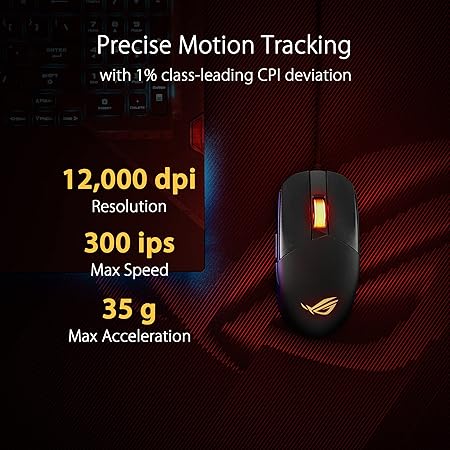 Precise Motion Tracking
with 1% class-leading CPI deviation
12,000 dpi
Resolution
300 ips
Max Speed
35 g
Max Acceleration